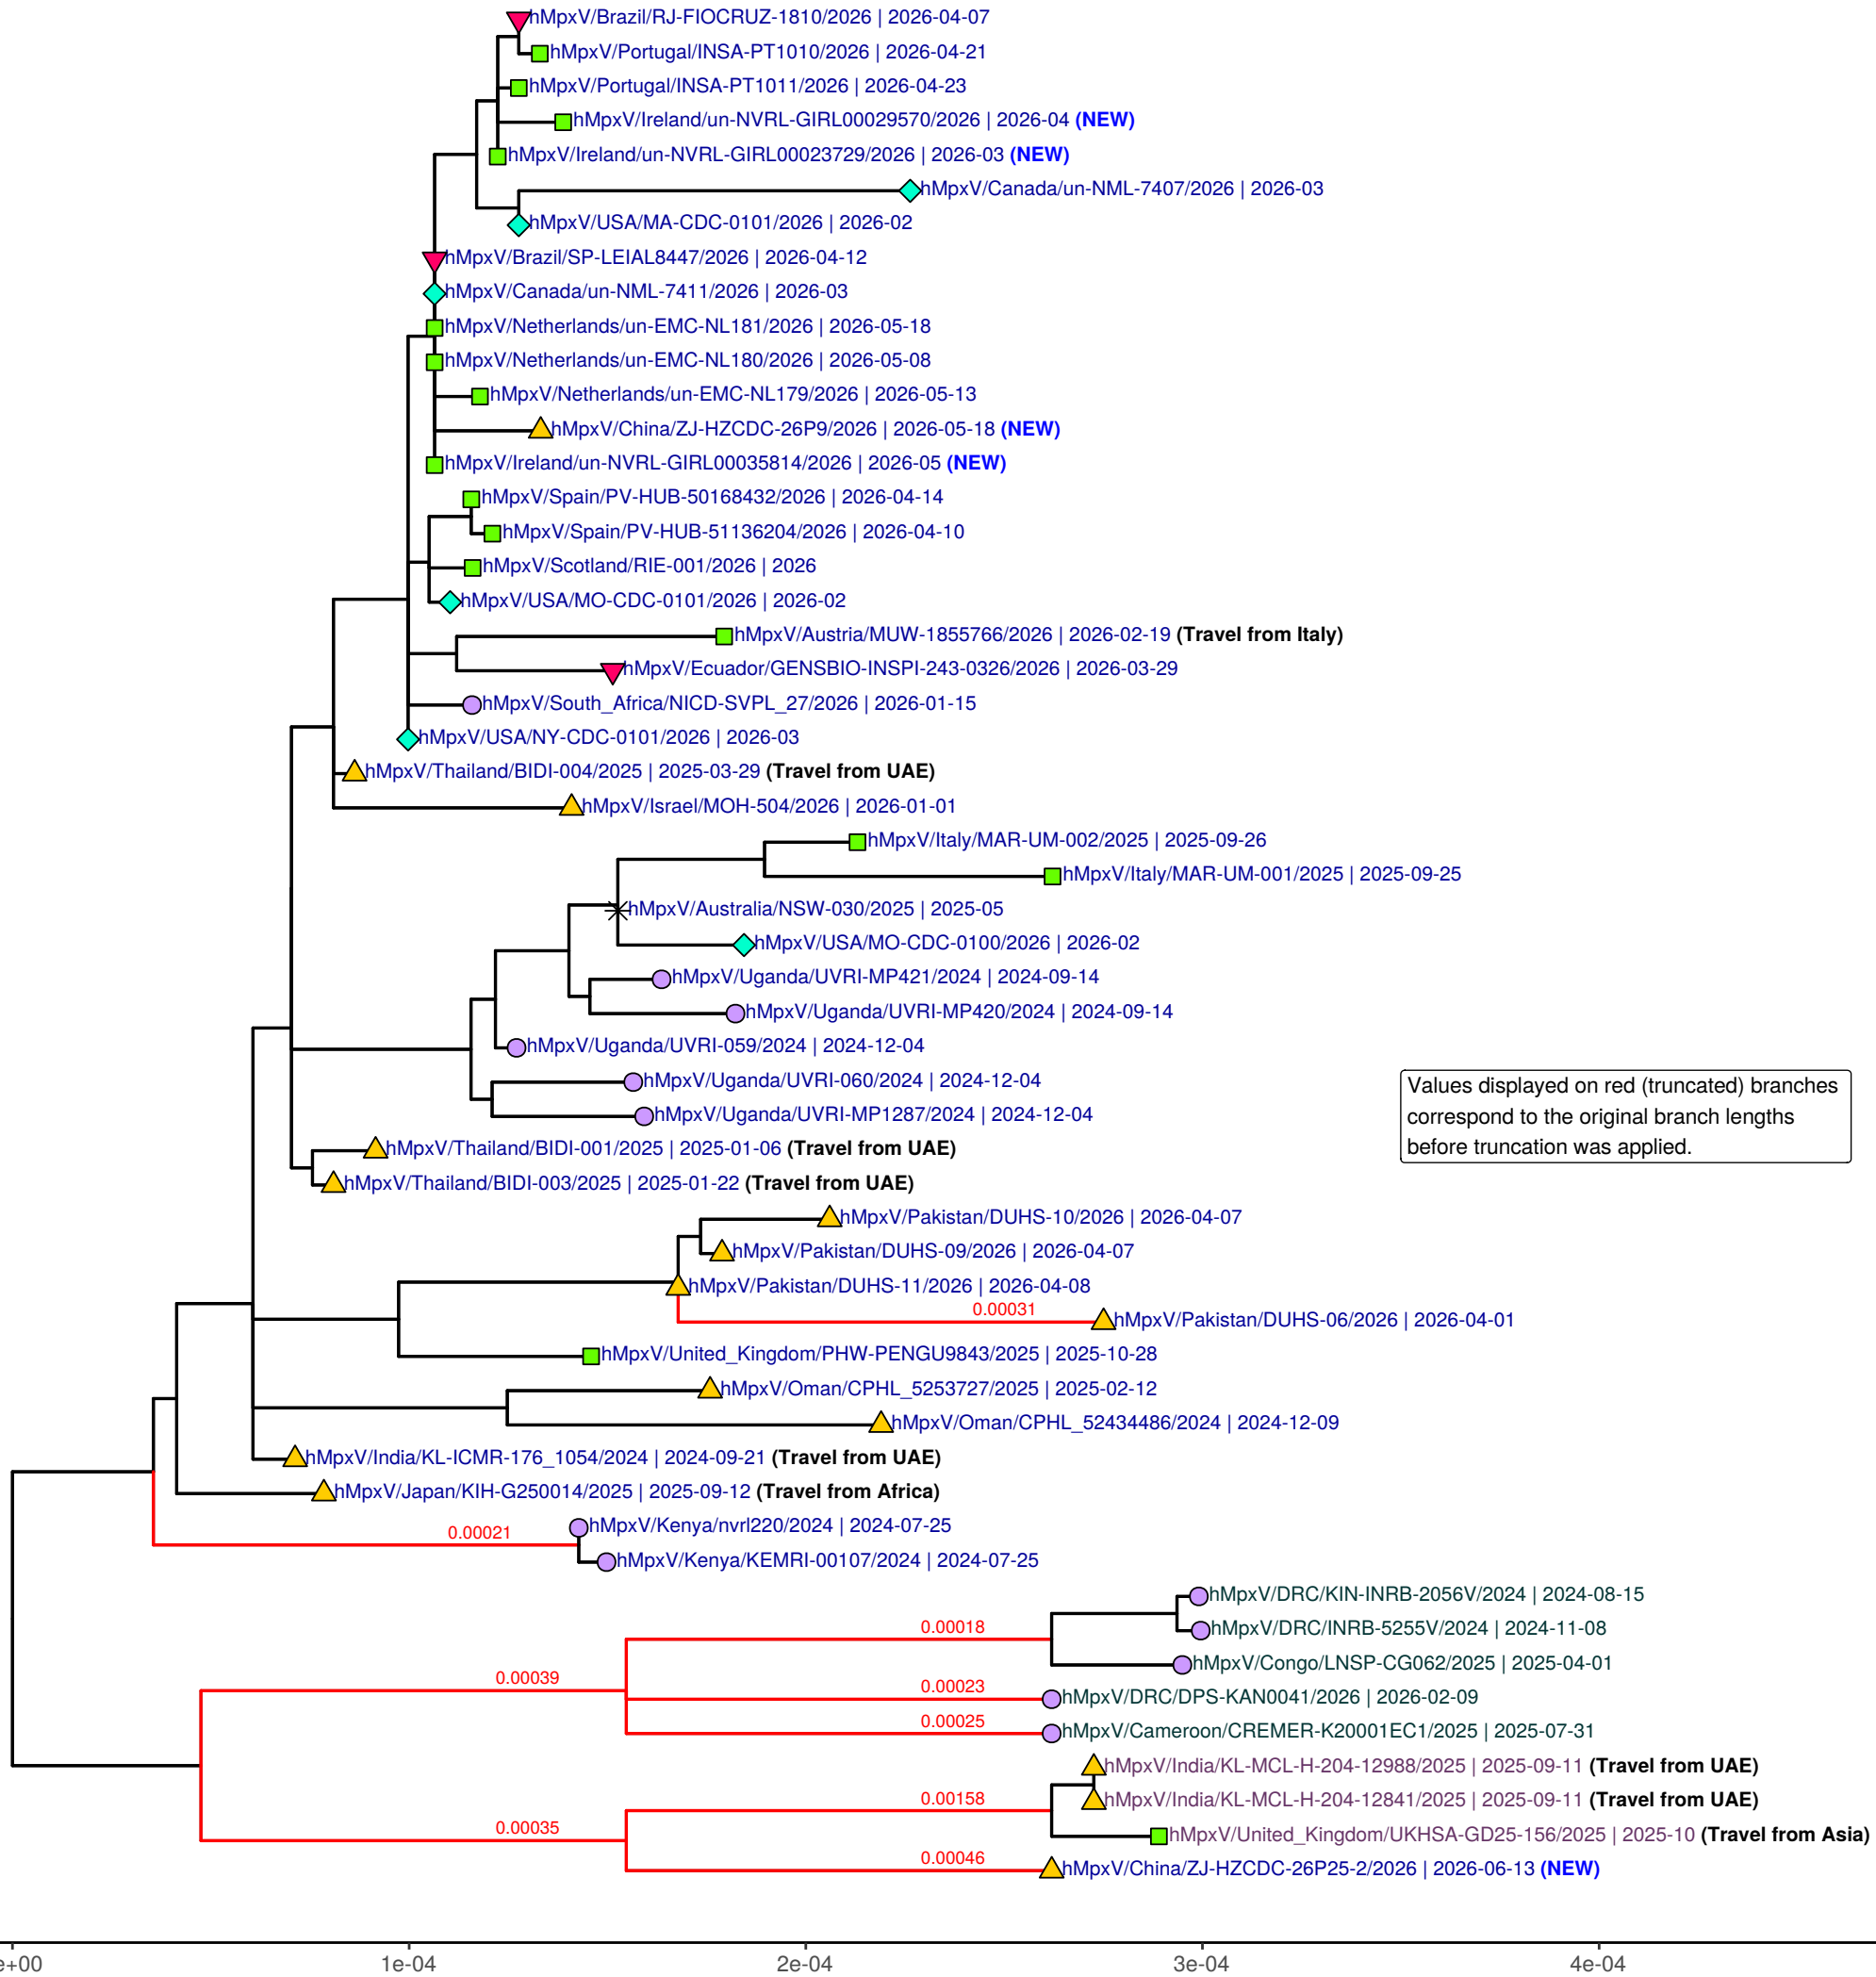 hMpxV/Brazil/RJ-FIOCRUZ-1810/2026 | 2026-04-07
hMpxV/Portugal/INSA-PT1010/2026 | 2026-04-21
hMpxV/Portugal/INSA-PT1011/2026 | 2026-04-23
hMpxV/Ireland/un-NVRL-GIRL00029570/2026 | 2026-04 (NEW)
hMpxV/Ireland/un-NVRL-GIRL00023729/2026 | 2026-03 (NEW)
hMpxV/Canada/un-NML-7407/2026 | 2026-03
hMpxV/USA/MA-CDC-0101/2026 | 2026-02
hMpxV/Brazil/SP-LEIAL8447/2026 | 2026-04-12
hMpxV/Canada/un-NML-7411/2026 | 2026-03
hMpxV/Netherlands/un-EMC-NL181/2026 | 2026-05-18
hMpxV/Netherlands/un-EMC-NL180/2026 | 2026-05-08
hMpxV/Netherlands/un-EMC-NL179/2026 | 2026-05-13
hMpxV/China/ZJ-HZCDC-26P9/2026 | 2026-05-18 (NEW)
hMpxV/Ireland/un-NVRL-GIRL00035814/2026 | 2026-05 (NEW)
hMpxV/Spain/PV-HUB-50168432/2026 | 2026-04-14
hMpxV/Spain/PV-HUB-51136204/2026 | 2026-04-10
hMpxV/Scotland/RIE-001/2026 | 2026
hMpxV/USA/MO-CDC-0101/2026 | 2026-02
hMpxV/Austria/MUW-1855766/2026 | 2026-02-19 (Travel from Italy)
hMpxV/Ecuador/GENSBIO-INSPI-243-0326/2026 | 2026-03-29
hMpxV/South_Africa/NICD-SVPL_27/2026 | 2026-01-15
hMpxV/USA/NY-CDC-0101/2026 | 2026-03
hMpxV/Thailand/BIDI-004/2025 | 2025-03-29 (Travel from UAE)
hMpxV/Israel/MOH-504/2026 | 2026-01-01
hMpxV/Italy/MAR-UM-002/2025 | 2025-09-26
hMpxV/Italy/MAR-UM-001/2025 | 2025-09-25
hMpxV/Australia/NSW-030/2025 | 2025-05
hMpxV/USA/MO-CDC-0100/2026 | 2026-02
hMpxV/Uganda/UVRI-MP421/2024 | 2024-09-14
hMpxV/Uganda/UVRI-MP420/2024 | 2024-09-14
hMpxV/Uganda/UVRI-059/2024 | 2024-12-04
hMpxV/Uganda/UVRI-060/2024 | 2024-12-04
hMpxV/Uganda/UVRI-MP1287/2024 | 2024-12-04
Values displayed on red (truncated) branches
correspond to the original branch lengths
before truncation was applied.
hMpxV/Thailand/BIDI-001/2025 | 2025-01-06 (Travel from UAE)
hMpxV/Thailand/BIDI-003/2025 | 2025-01-22 (Travel from UAE)
hMpxV/Pakistan/DUHS-10/2026 | 2026-04-07
hMpxV/Pakistan/DUHS-09/2026 | 2026-04-07
hMpxV/Pakistan/DUHS-11/2026 | 2026-04-08
0.00031
hMpxV/Pakistan/DUHS-06/2026 | 2026-04-01
hMpxV/United_Kingdom/PHW-PENGU9843/2025 | 2025-10-28
hMpxV/Oman/CPHL_5253727/2025 | 2025-02-12
hMpxV/Oman/CPHL_52434486/2024 | 2024-12-09
hMpxV/India/KL-ICMR-176_1054/2024 | 2024-09-21 (Travel from UAE)
hMpxV/Japan/KIH-G250014/2025 | 2025-09-12 (Travel from Africa)
hMpxV/Kenya/nvrl220/2024 | 2024-07-25
0.00021
hMpxV/Kenya/KEMRI-00107/2024 | 2024-07-25
hMpxV/DRC/KIN-INRB-2056V/2024 | 2024-08-15
0.00018
hMpxV/DRC/INRB-5255V/2024 | 2024-11-08
hMpxV/Congo/LNSP-CG062/2025 | 2025-04-01
0.00039
0.00023
hMpxV/DRC/DPS-KAN0041/2026 | 2026-02-09
0.00025
hMpxV/Cameroon/CREMER-K20001EC1/2025 | 2025-07-31
hMpxV/India/KL-MCL-H-204-12988/2025 | 2025-09-11 (Travel from UAE)
0.00158
hMpxV/India/KL-MCL-H-204-12841/2025 | 2025-09-11 (Travel from UAE)
0.00035
hMpxV/United_Kingdom/UKHSA-GD25-156/2025 | 2025-10 (Travel from Asia)
0.00046
hMpxV/China/ZJ-HZCDC-26P25-2/2026 | 2026-06-13 (NEW)
e+00 1e-04 2e-04 3e-04 4e-04